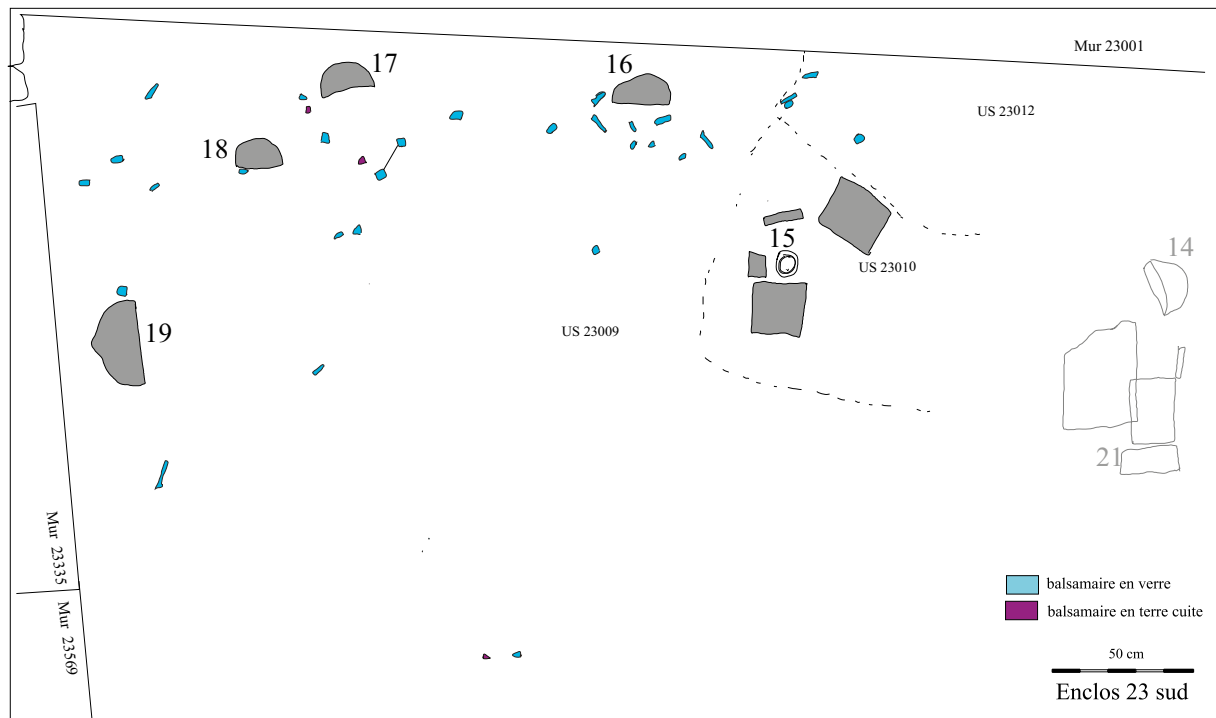 Mur 23001
17
16
US 23012
18
15
14
US 23010
19
US 23009
21
Mur 23335
Mur 23569
balsamaire en verre
balsamaire en terre cuite
50 cm
Enclos 23 sud